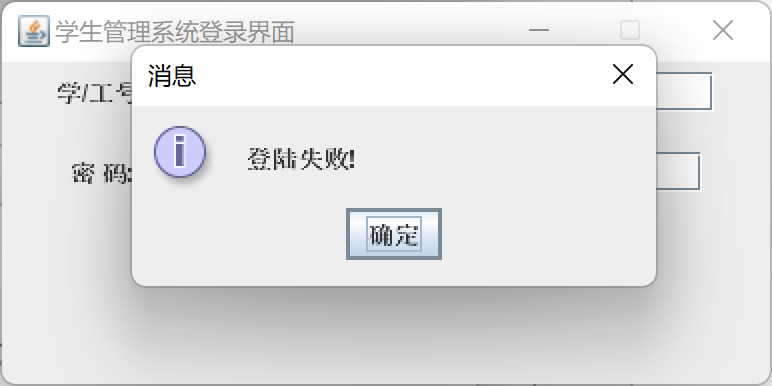 学生管理系统登录界面
消息
学/工号
登陆失败!
密 码:
确定